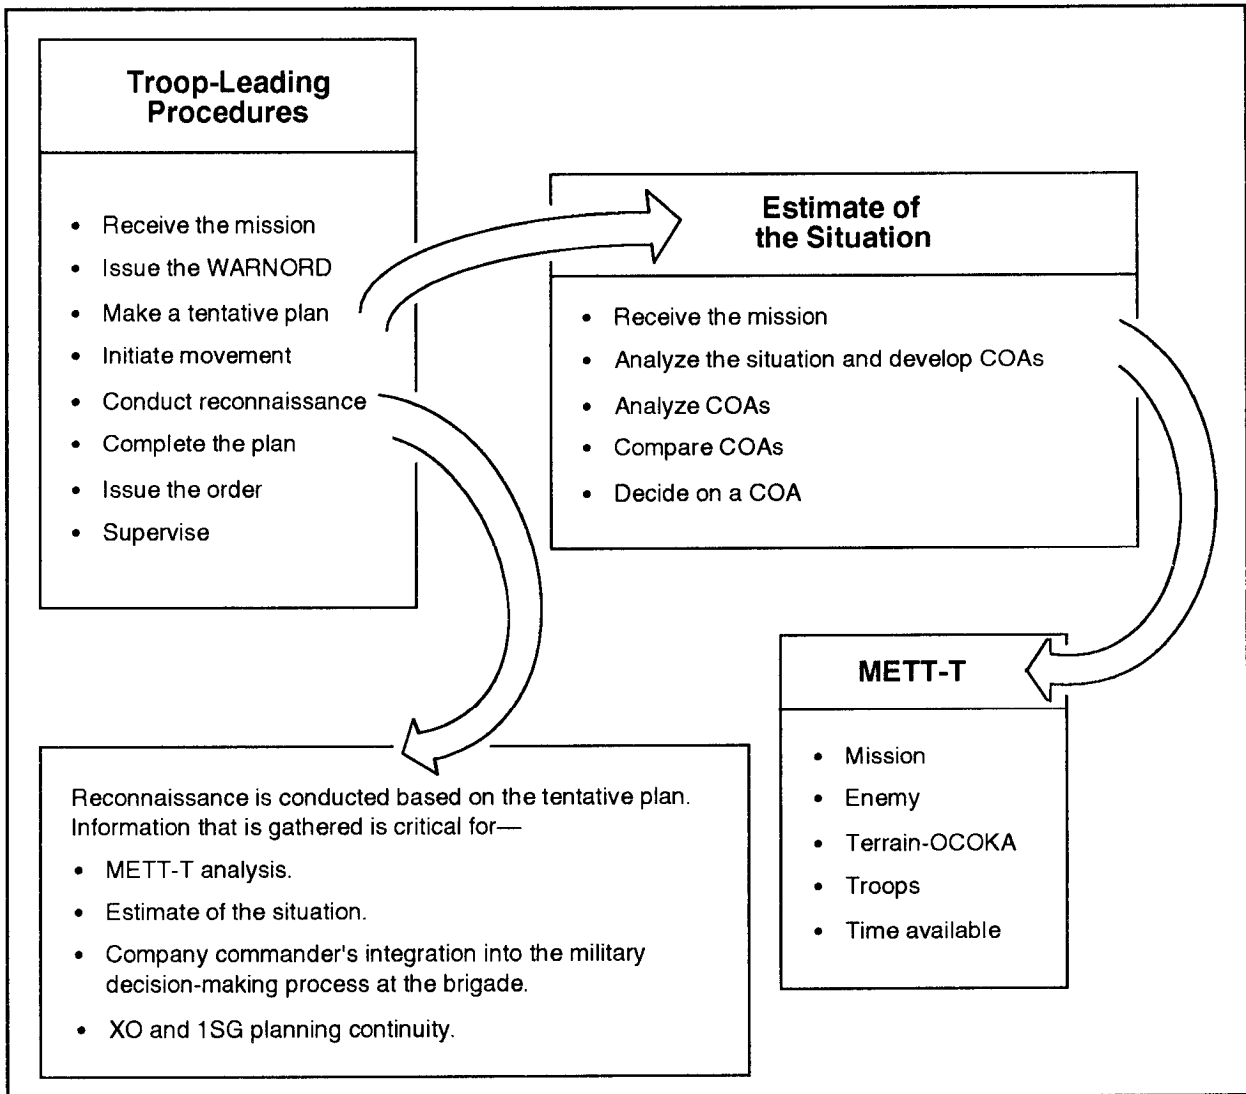 Troop-Leading
Procedures
• Receive the mission
• Issue the WARNORD
• Make a tentative plan
• Initiate movement
• Conduct reconnaissance
• Complete the plan
• Issue the order
• Supervise
Estimate of
the Situation
• Receive the mission
• Analyze the situation and develop COAs
• Analyze COAs
• Compare COAs
• Decide on a COA
METT-T
• Mission
• Enemy
• Terrain-OCOKA
• Troops
• Time available
Reconnaissance is conducted based on the tentative plan.
Information that is gathered is critical for—
• METT-T analysis.
• Estimate of the situation.
• Company commander's integration into the military
decision-making process at the brigade.
• XO and 1SG planning continuity.